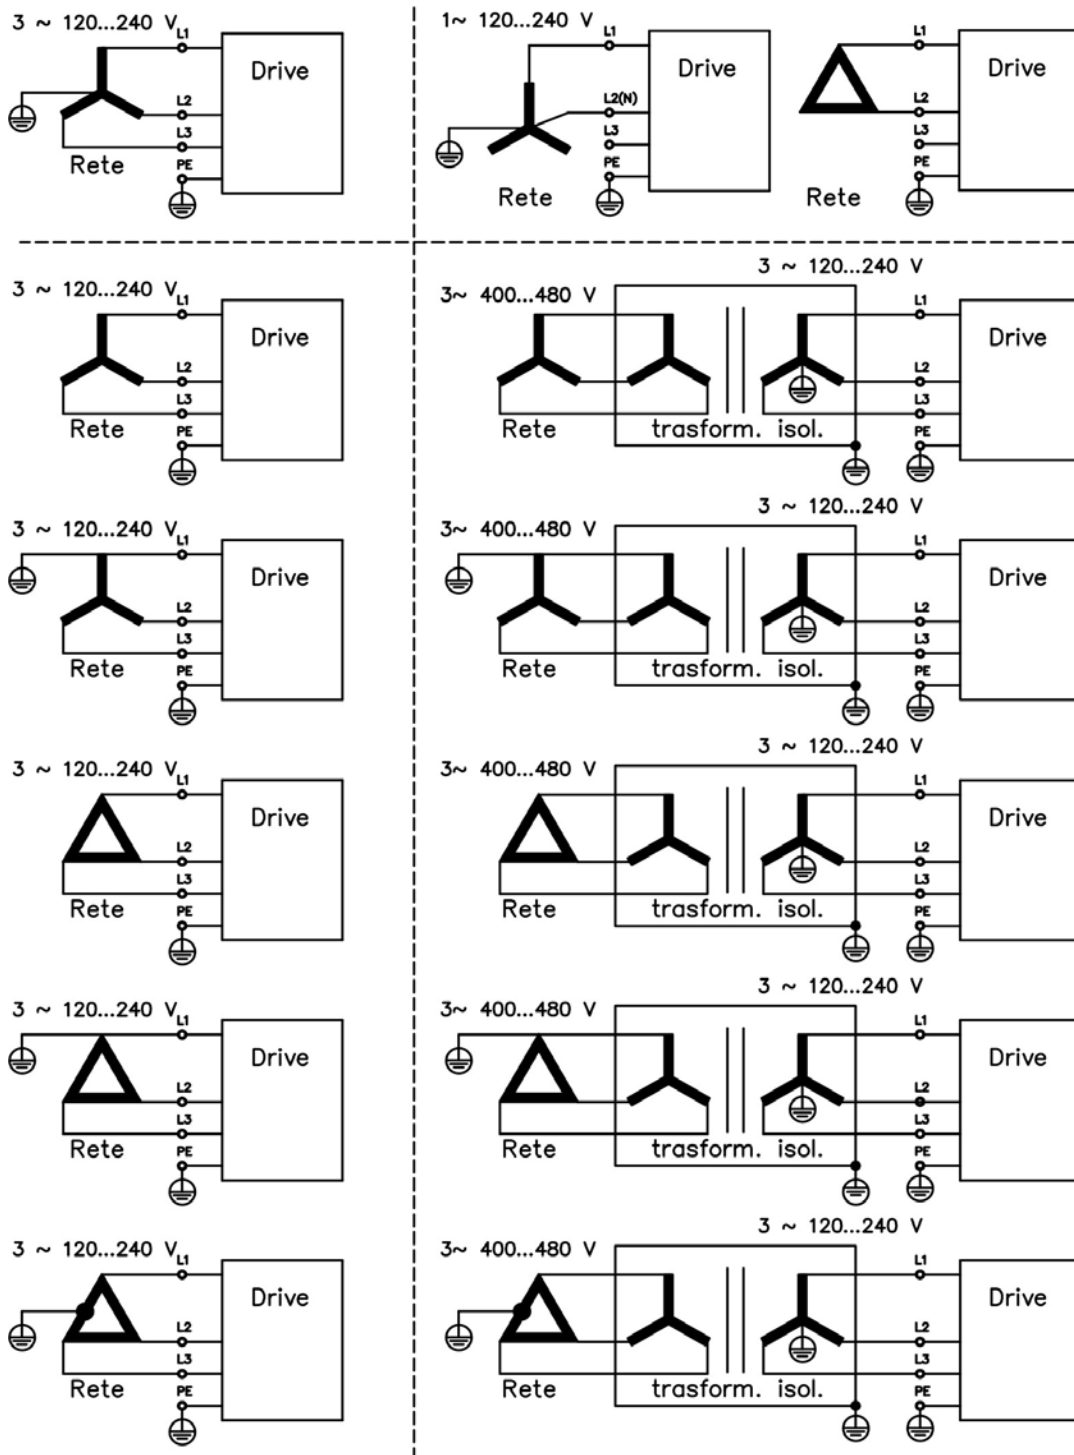 3 ~ 120...240 V
L1
Drive
L2
L3
Rete
PE
1~ 120...240 V
L1
Drive
L2(N)
L3
PE
Rete
L1
Drive
L2
L3
PE
Rete
3 ~ 120...240 V
L1
Drive
L2
L3
Rete
PE
3 ~ 120...240 V
3~ 400...480 V
L1
Drive
L2
L3
Rete
trasform. isol.
PE
3 ~ 120...240 V
L1
Drive
L2
L3
Rete
PE
3 ~ 120...240 V
3~ 400...480 V
L1
Drive
L2
L3
Rete
trasform. isol.
PE
3 ~ 120...240 V
L1
Drive
L2
L3
Rete
PE
3 ~ 120...240 V
3~ 400...480 V
L1
Drive
L2
L3
Rete
trasform. isol.
PE
3 ~ 120...240 V
L1
Drive
L2
L3
Rete
PE
3 ~ 120...240 V
3~ 400...480 V
L1
Drive
L2
L3
Rete
trasform. isol.
PE
3 ~ 120...240 V
L1
Drive
L2
L3
Rete
PE
3 ~ 120...240 V
3~ 400...480 V
L1
Drive
L2
L3
Rete
trasform. isol.
PE